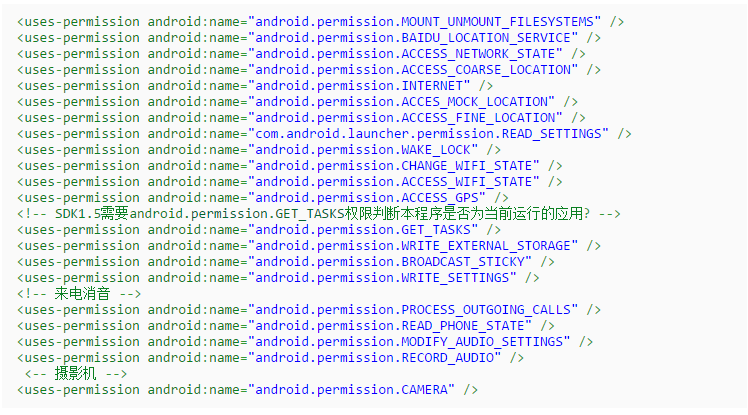 <uses-permission android:name="android.permission.MOUNT_UNMOUNT_FILESYSTEMS" />
<uses-permission android:name="android.permission.BAIDU_LOCATION_SERVICE" />
<uses-permission android:name="android.permission.ACCESS_NETWORK_STATE" />
<uses-permission android:name="android.permission.ACCESS_COARSE_LOCATION" />
<uses-permission android:name="android.permission.INTERNET" />
<uses-permission android:name="android.permission.ACCES_MOCK_LOCATION" />
<uses-permission android:name="android.permission.ACCESS_FINE_LOCATION" />
<uses-permission android:name="com.android.launcher.permission.READ_SETTINGS" />
<uses-permission android:name="android.permission.WAKE_LOCK" />
<uses-permission android:name="android.permission.CHANGE_WIFI_STATE" />
<uses-permission android:name="android.permission.ACCESS_WIFI_STATE" />
<uses-permission android:name="android.permission.ACCESS_GPS" />
<!-- SDK1.5需要android.permission.GET_TASKS权限判断本程序是否为当前运行的应用? -->
<uses-permission android:name="android.permission.GET_TASKS" />
<uses-permission android:name="android.permission.WRITE_EXTERNAL_STORAGE" />
<uses-permission android:name="android.permission.BROADCAST_STICKY" />
<uses-permission android:name="android.permission.WRITE_SETTINGS" />
<!-- 来电消音 -->
<uses-permission android:name="android.permission.PROCESS_OUTGOING_CALLS" />
<uses-permission android:name="android.permission.READ_PHONE_STATE" />
<uses-permission android:name="android.permission.MODIFY_AUDIO_SETTINGS" />
<uses-permission android:name="android.permission.RECORD_AUDIO" />
<-- 摄影机 -->
<uses-permission android:name="android.permission.CAMERA" />